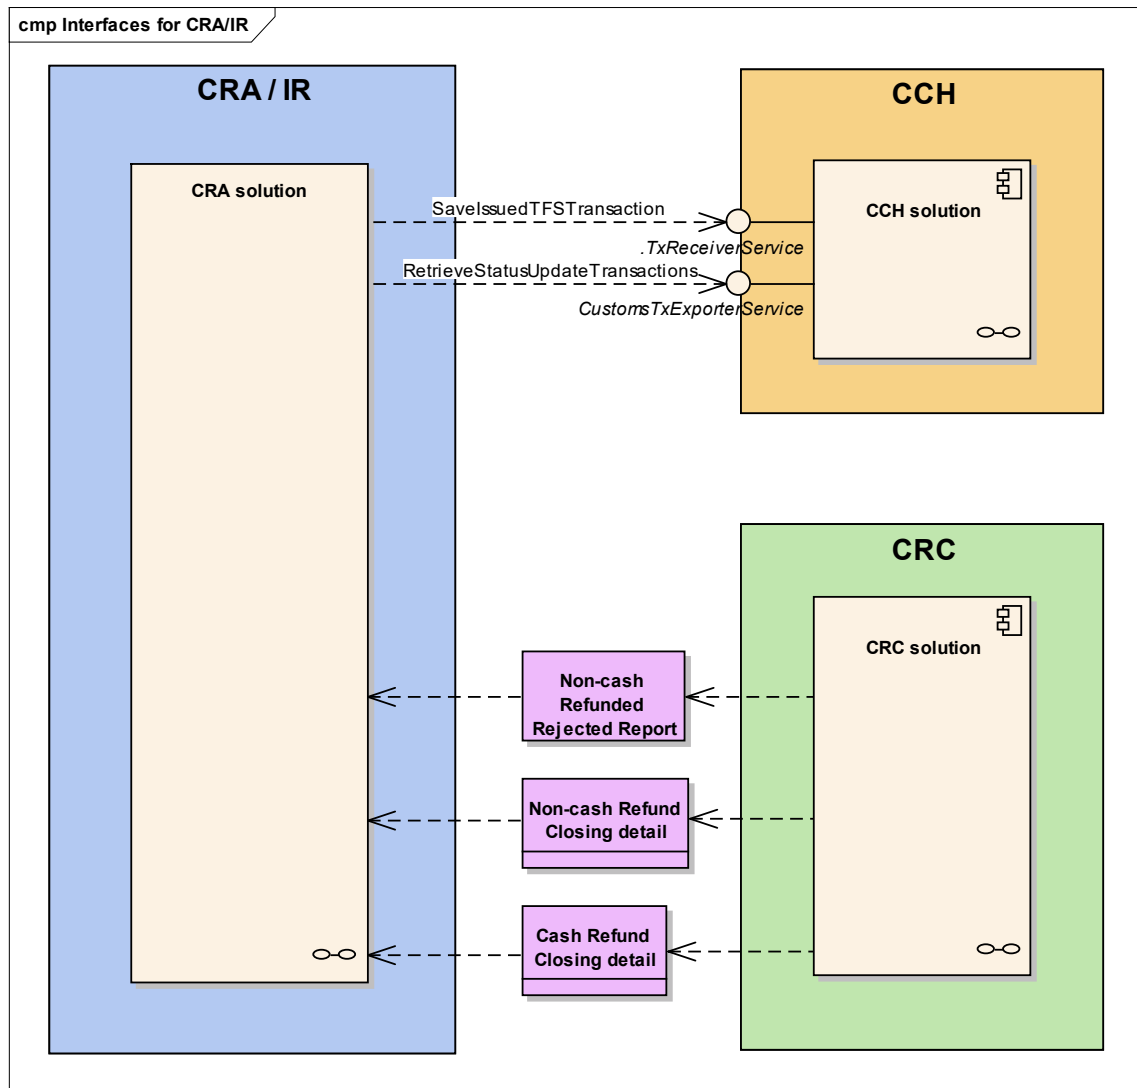 cmp Interfaces for CRA/IR
CRA / IR
CCH
CRA solution
CCH solution
SaveIssuedTFSTransaction
.TxReceiverService
RetrieveStatusUpdateTransactions
CustomsTxExporterService
CRC
CRC solution
Non-cash
Refunded
Rejected Report
Non-cash Refund
Closing detail
Cash Refund
Closing detail